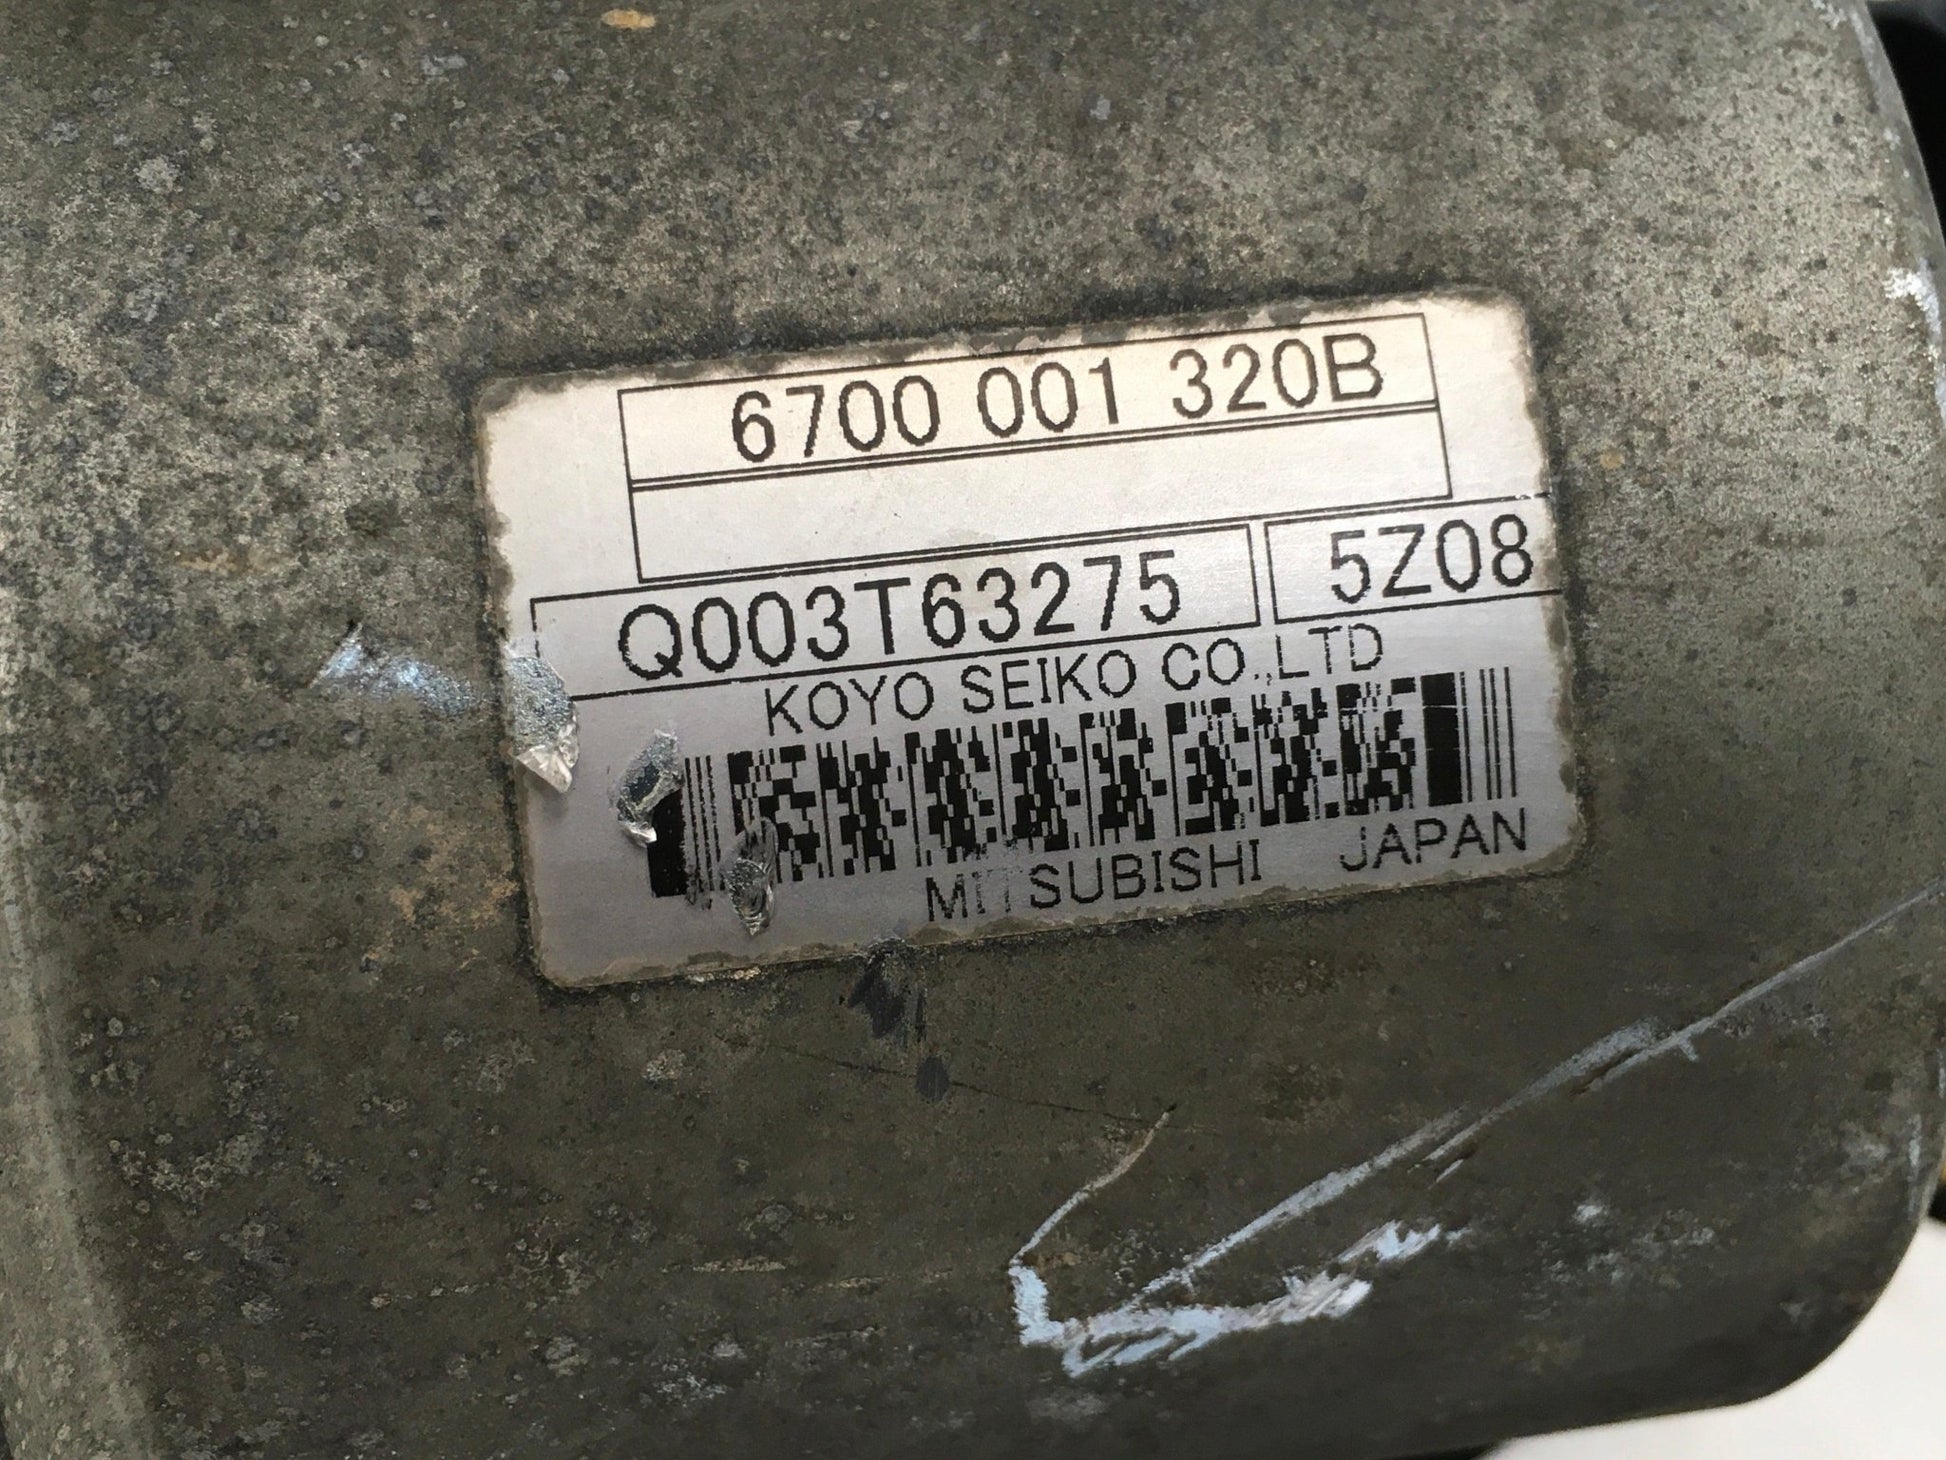 6700 001 320B
Q003T63275 5Z08
KOYO SEIKO CO.,LTD
MITSUBISHI JAPAN